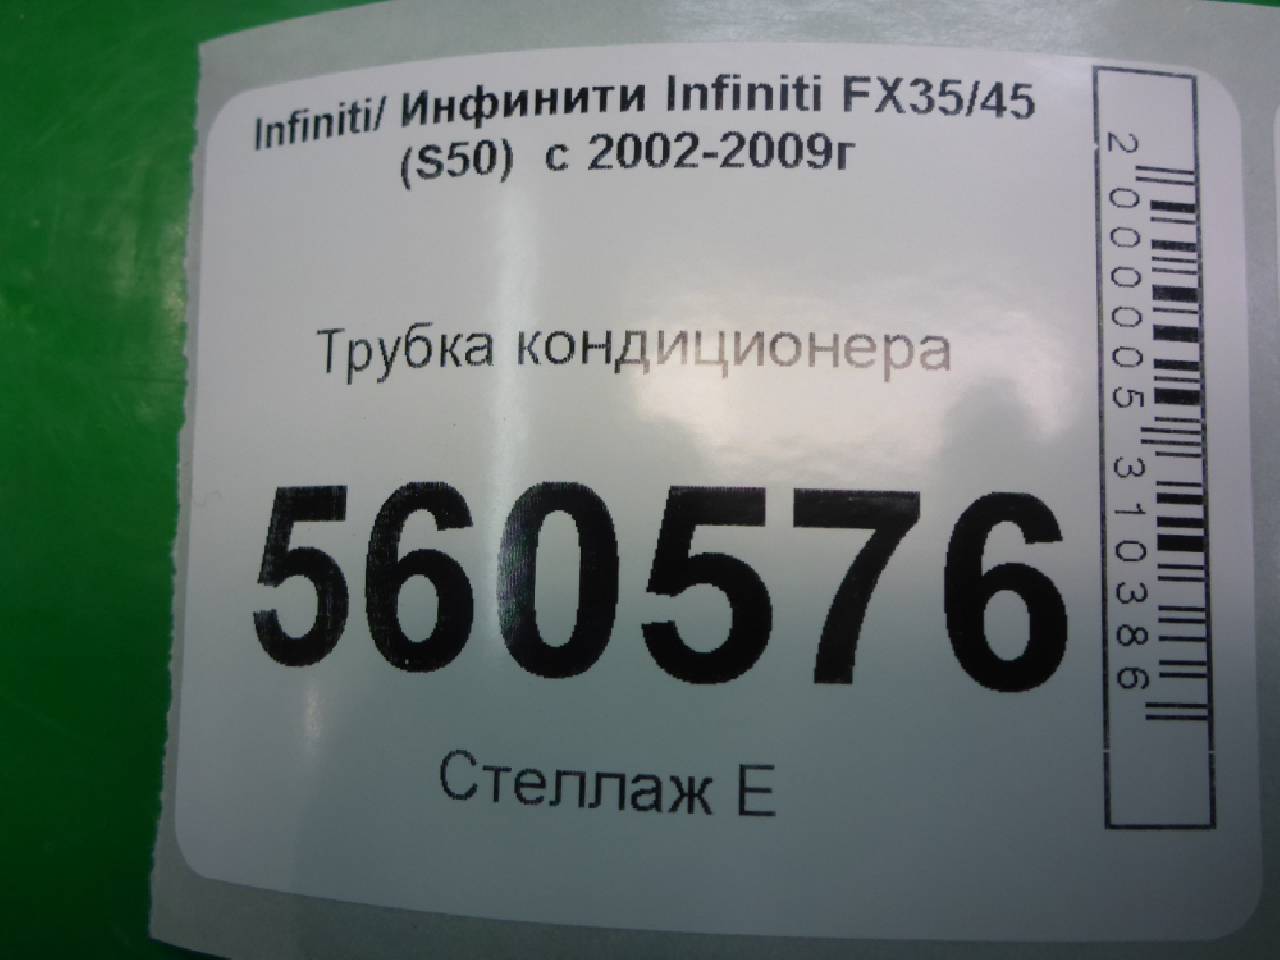 Infiniti/ Инфинити Infiniti FX35/45
(S50)  с 2002-2009г
Трубка кондиционера
560576
Стеллаж Е
2000005310386